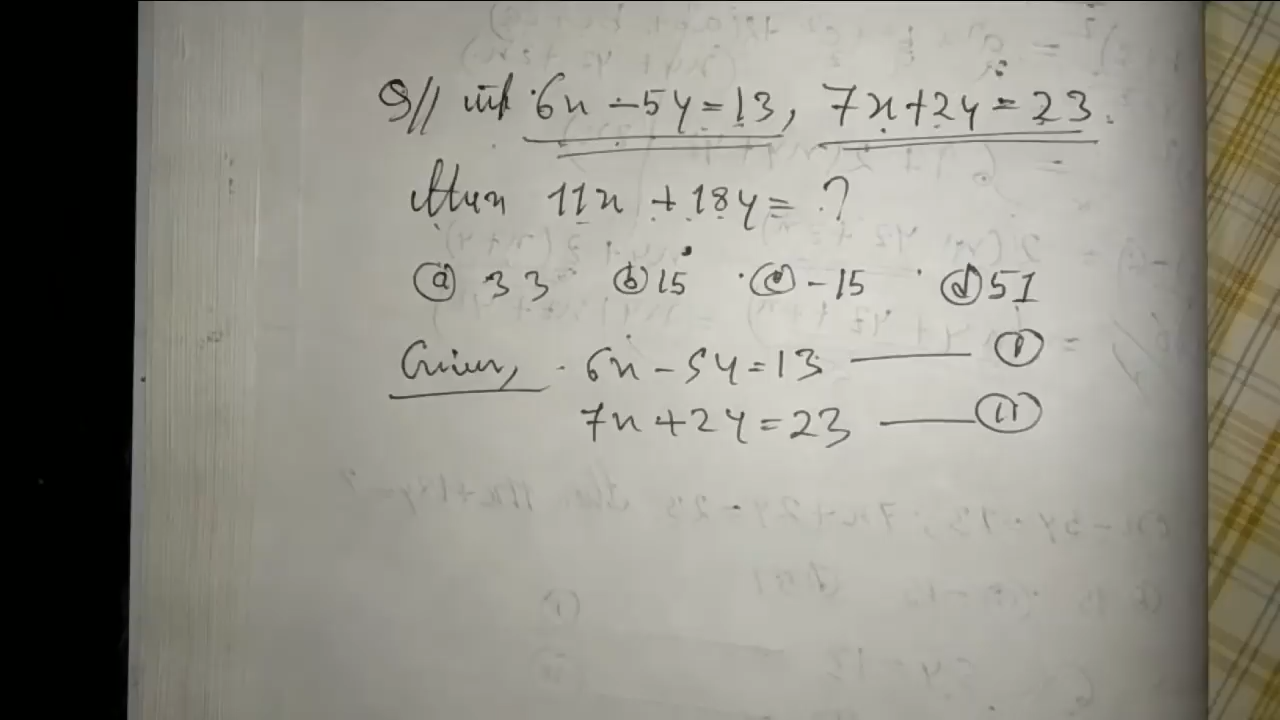 Q// if 6x - 5y = 13, 7x + 2y = 23.
then 11x + 18y = ?
(a) 33 (b) 15 (c) -15 (d) 51
Given, 6x - 5y = 13 — (i)
7x + 2y = 23 — (ii)